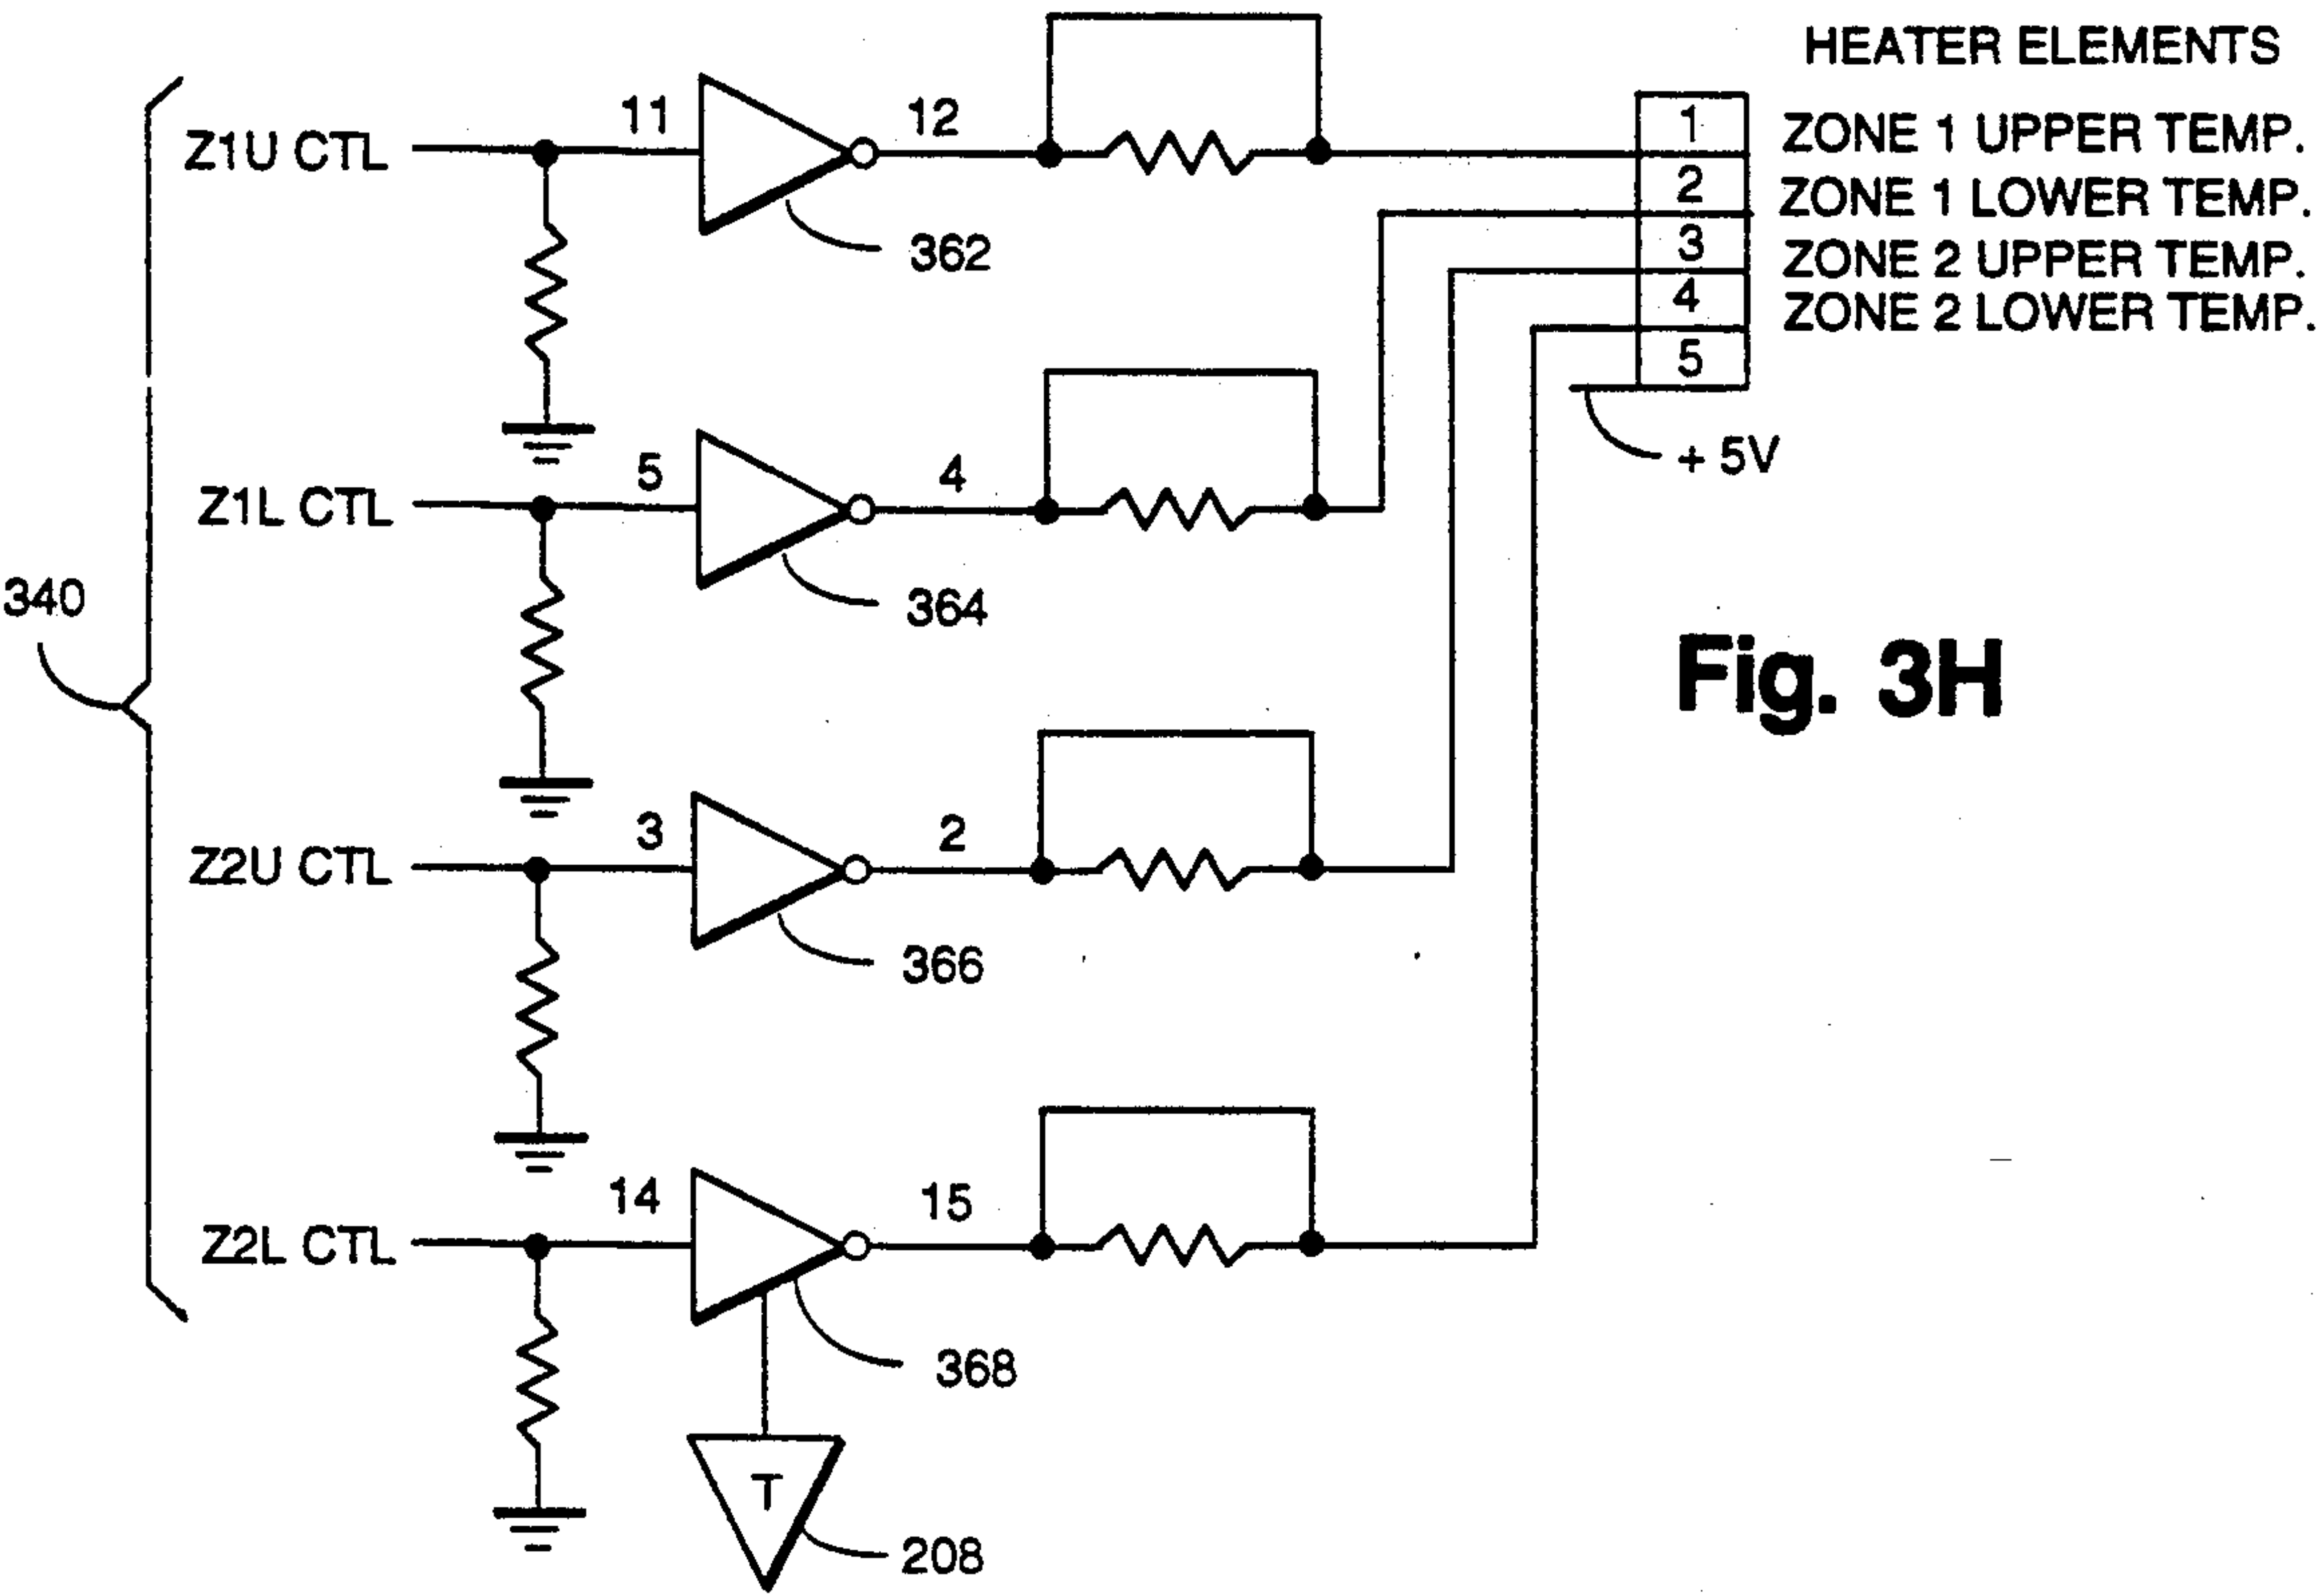 HEATER ELEMENTS
1 ZONE 1 UPPER TEMP.
2 ZONE 1 LOWER TEMP.
3 ZONE 2 UPPER TEMP.
4 ZONE 2 LOWER TEMP.
5
+ 5V
Z1U CTL
11
12
362
Z1L CTL
5
4
364
340
Fig. 3H
Z2U CTL
3
2
366
Z2L CTL
14
15
368
T
208